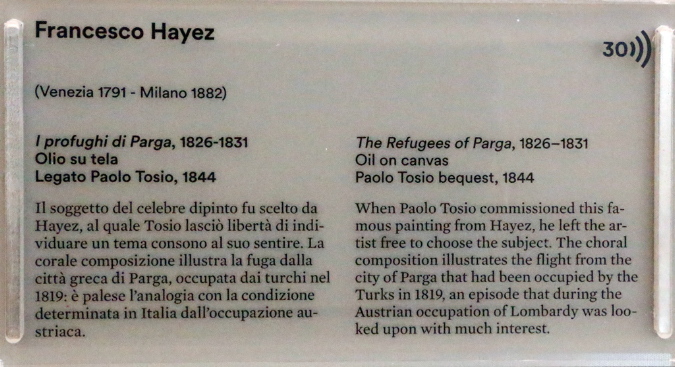 Francesco Hayez
30
(Venezia 1791 - Milano 1882)
I profughi di Parga, 1826-1831
Olio su tela
Legato Paolo Tosio, 1844
Il soggetto del celebre dipinto fu scelto da
Hayez, al quale Tosio lasciò libertà di indi-
viduare un tema consono al suo sentire. La
corale composizione illustra la fuga dalla
città greca di Parga, occupata dai turchi nel
1819: è palese l'analogia con la condizione
determinata in Italia dall'occupazione au-
striaca.
The Refugees of Parga, 1826–1831
Oil on canvas
Paolo Tosio bequest, 1844
When Paolo Tosio commissioned this fa-
mous painting from Hayez, he left the ar-
tist free to choose the subject. The choral
composition illustrates the flight from the
city of Parga that had been occupied by the
Turks in 1819, an episode that during the
Austrian occupation of Lombardy was loo-
ked upon with much interest.